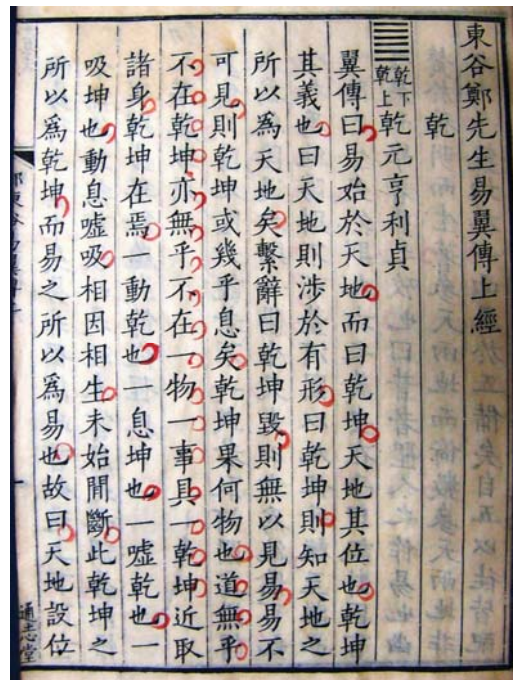 東谷鄭先生易翼傳上經
乾
乾下
乾上
乾元亨利貞
翼傳曰易始於天地而曰乾坤天地其位也乾坤
其義也曰天地則涉於有形曰乾坤則知天地之
所以爲天地矣繫辭曰乾坤毀則無以見易易不
可見則乾坤或幾乎息矣乾坤果何物也道無乎
不在乾坤亦無乎不在一物一事具一乾坤近取
諸身乾坤在焉一動乾也一息坤也一噓乾也一
吸坤也動息噓吸相因相生未始間斷此乾坤之
所以爲乾坤而易之所以爲易也故曰天地設位
通志堂